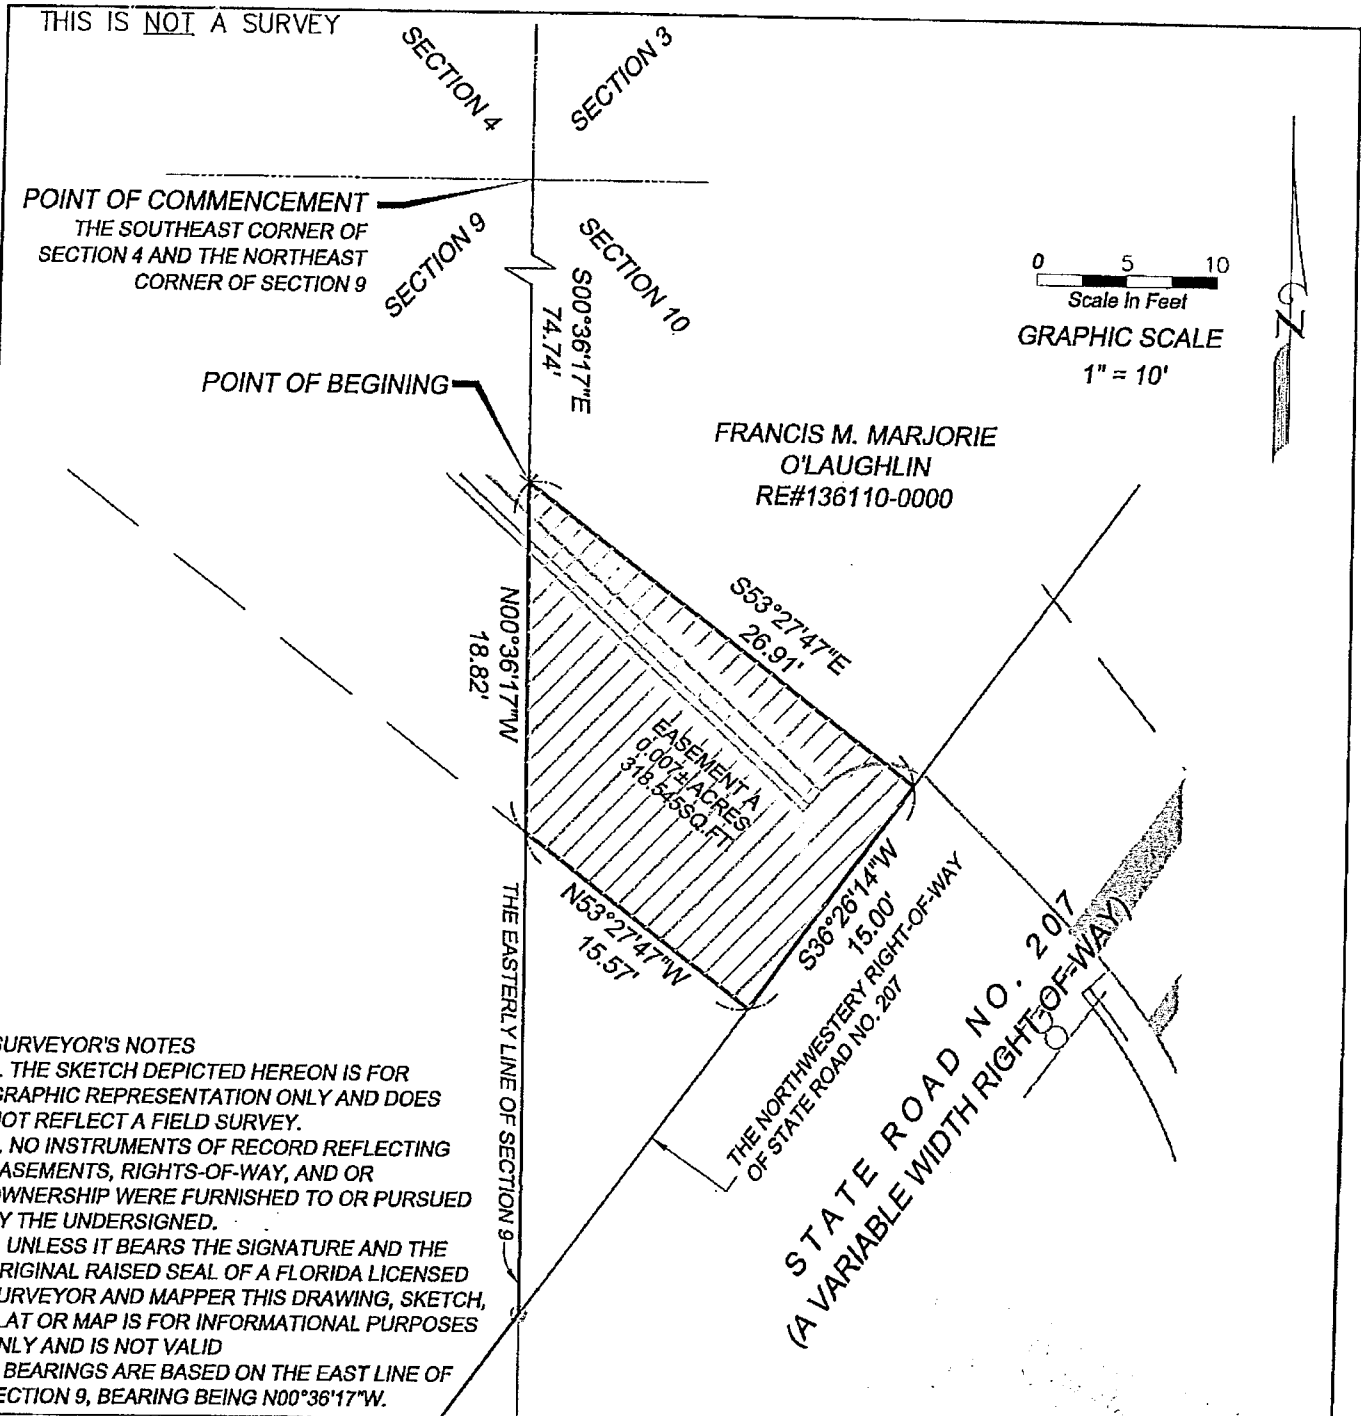 THIS IS NOT A SURVEY
SECTION 4
SECTION 3
POINT OF COMMENCEMENT
THE SOUTHEAST CORNER OF
SECTION 4 AND THE NORTHEAST
CORNER OF SECTION 9
SECTION 9
SECTION 10
S00°36'17"E
74.74'
0 5 10
Scale In Feet
GRAPHIC SCALE
1" = 10'
N
POINT OF BEGINING
FRANCIS M. MARJORIE
O'LAUGHLIN
RE#136110-0000
S53°27'47"E
26.91'
N00°36'17"W
18.82'
EASEMENT A
0.007± ACRES
318.545SQ.FT
N53°27'47"W
15.57'
S36°26'14"W
15.00'
THE NORTHWESTERY RIGHT-OF-WAY
OF STATE ROAD NO. 207
STATE ROAD NO. 207
(A VARIABLE WIDTH RIGHT-OF-WAY)
THE EASTERLY LINE OF SECTION 9
SURVEYOR'S NOTES
. THE SKETCH DEPICTED HEREON IS FOR
GRAPHIC REPRESENTATION ONLY AND DOES
NOT REFLECT A FIELD SURVEY.
. NO INSTRUMENTS OF RECORD REFLECTING
EASEMENTS, RIGHTS-OF-WAY, AND OR
OWNERSHIP WERE FURNISHED TO OR PURSUED
Y THE UNDERSIGNED.
UNLESS IT BEARS THE SIGNATURE AND THE
RIGINAL RAISED SEAL OF A FLORIDA LICENSED
URVEYOR AND MAPPER THIS DRAWING, SKETCH,
LAT OR MAP IS FOR INFORMATIONAL PURPOSES
NLY AND IS NOT VALID
BEARINGS ARE BASED ON THE EAST LINE OF
ECTION 9, BEARING BEING N00°36'17"W.